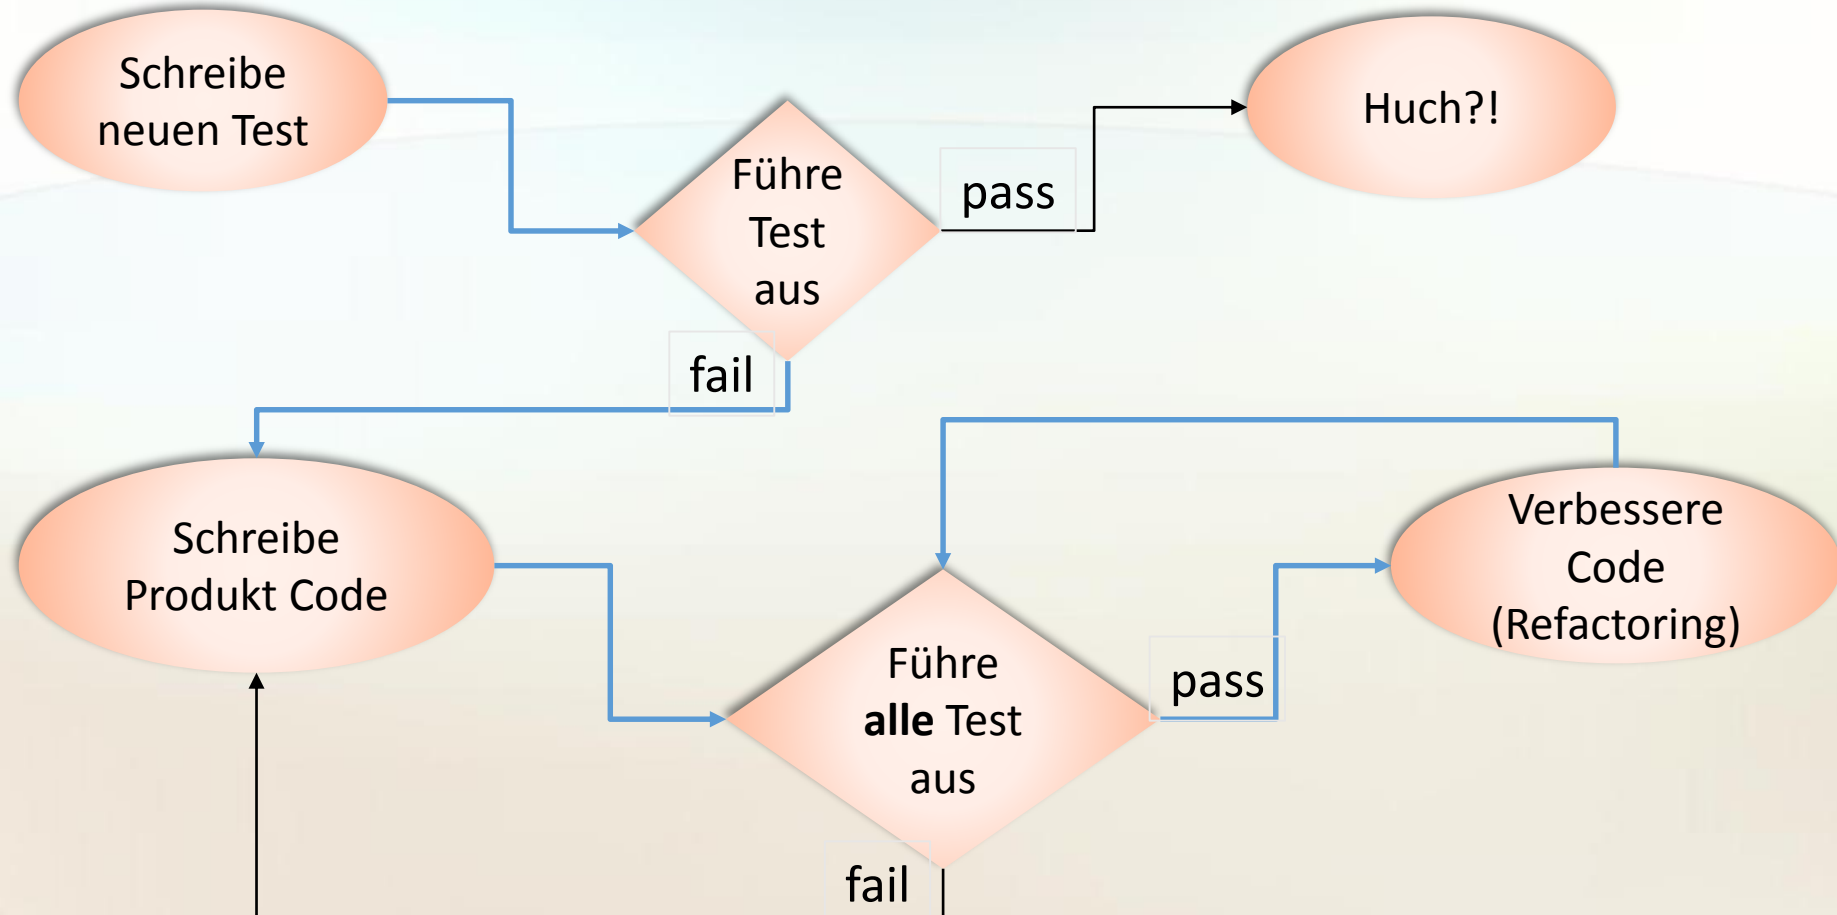 Schreibe
neuen Test
Führe
Test
aus
pass
Huch?!
fail
Schreibe
Produkt Code
Führe
alle Test
aus
pass
Verbessere
Code
(Refactoring)
fail